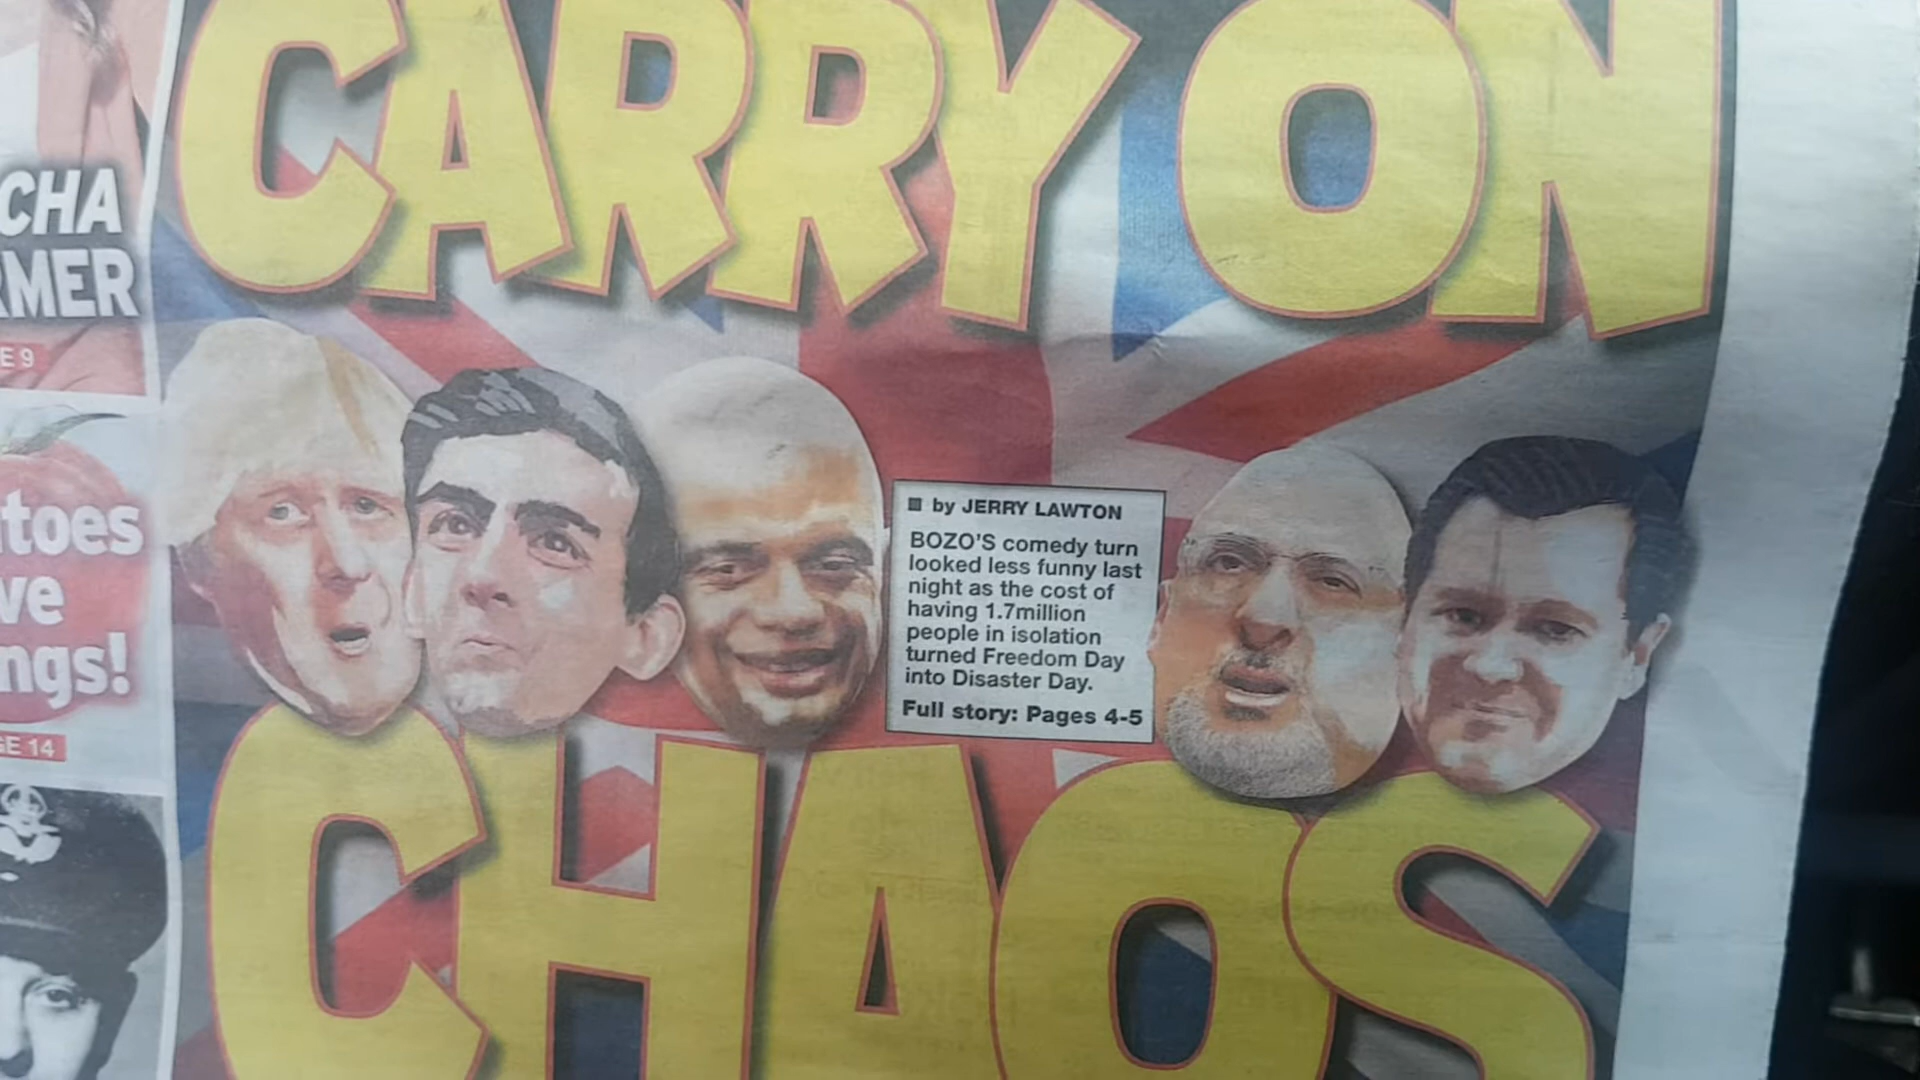 CARRY ON
CHA
RMER
E 9
toes
ve
ngs!
GE 14
■ by JERRY LAWTON
BOZO'S comedy turn
looked less funny last
night as the cost of
having 1.7million
people in isolation
turned Freedom Day
into Disaster Day.
Full story: Pages 4-5
CHAOS